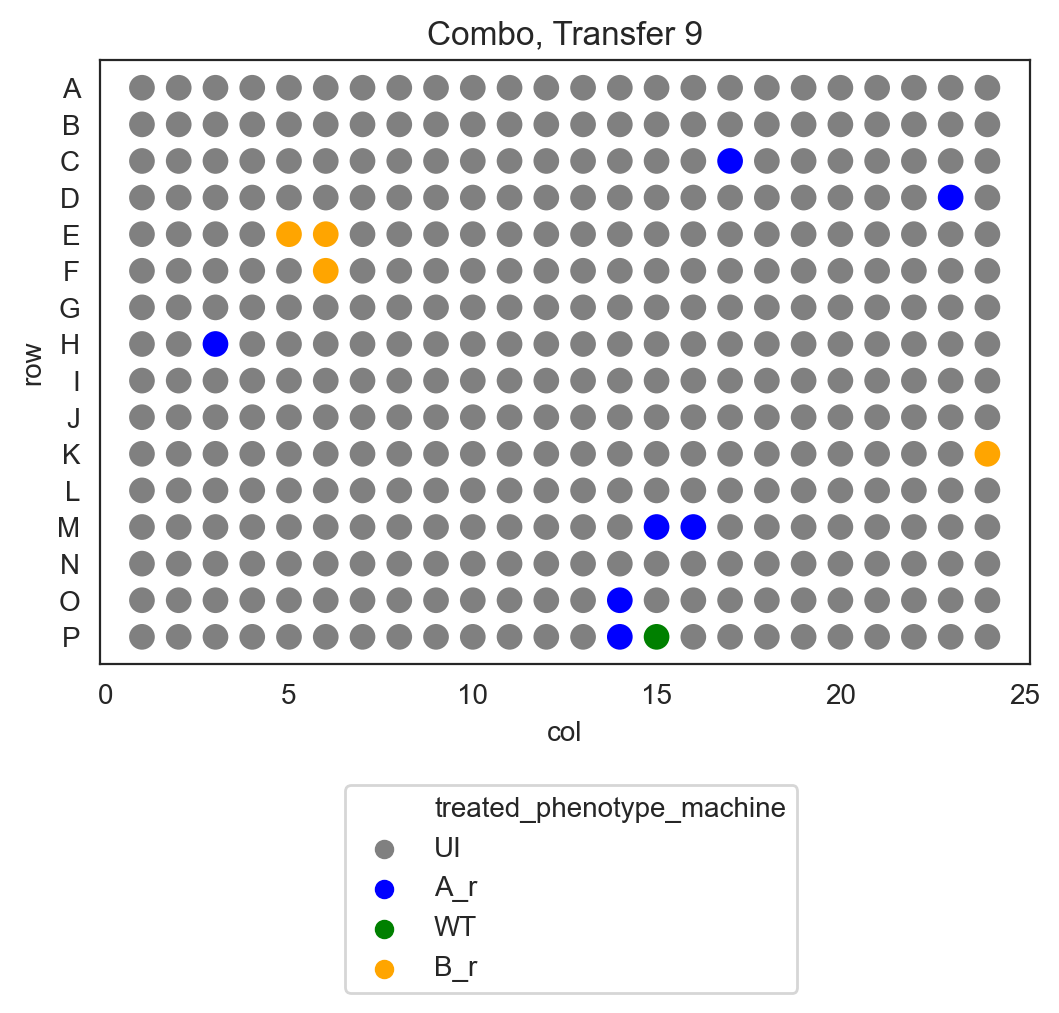 Combo, Transfer 9
A
B
C
D
E
F
G
H
I
J
K
L
M
N
O
P
row
0 5 10 15 20 25
col
treated_phenotype_machine
UI
A_r
WT
B_r